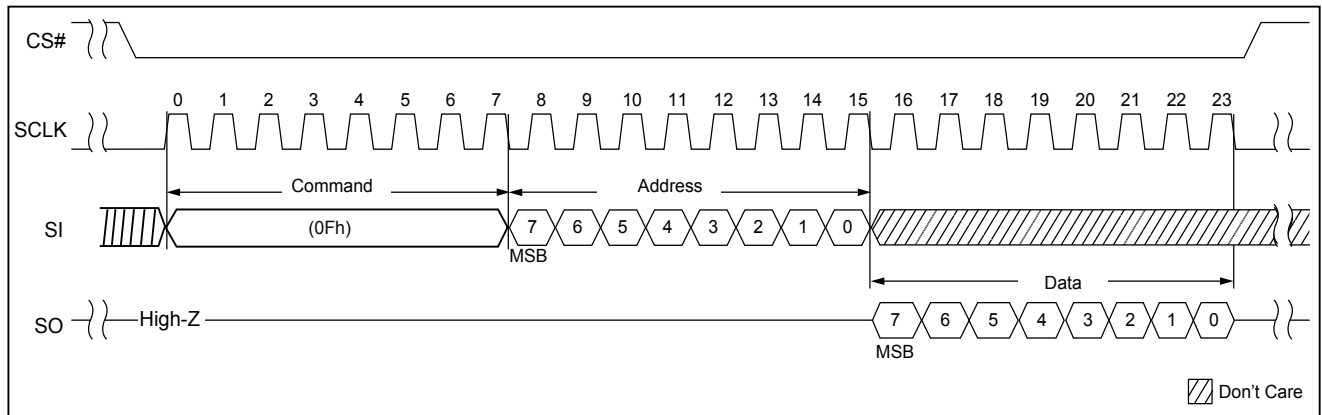 CS#
0 1 2 3 4 5 6 7 8 9 10 11 12 13 14 15 16 17 18 19 20 21 22 23
SCLK
Command Address
SI (0Fh) 7 6 5 4 3 2 1 0
MSB
Data
SO High-Z 7 6 5 4 3 2 1 0
MSB
Don't Care